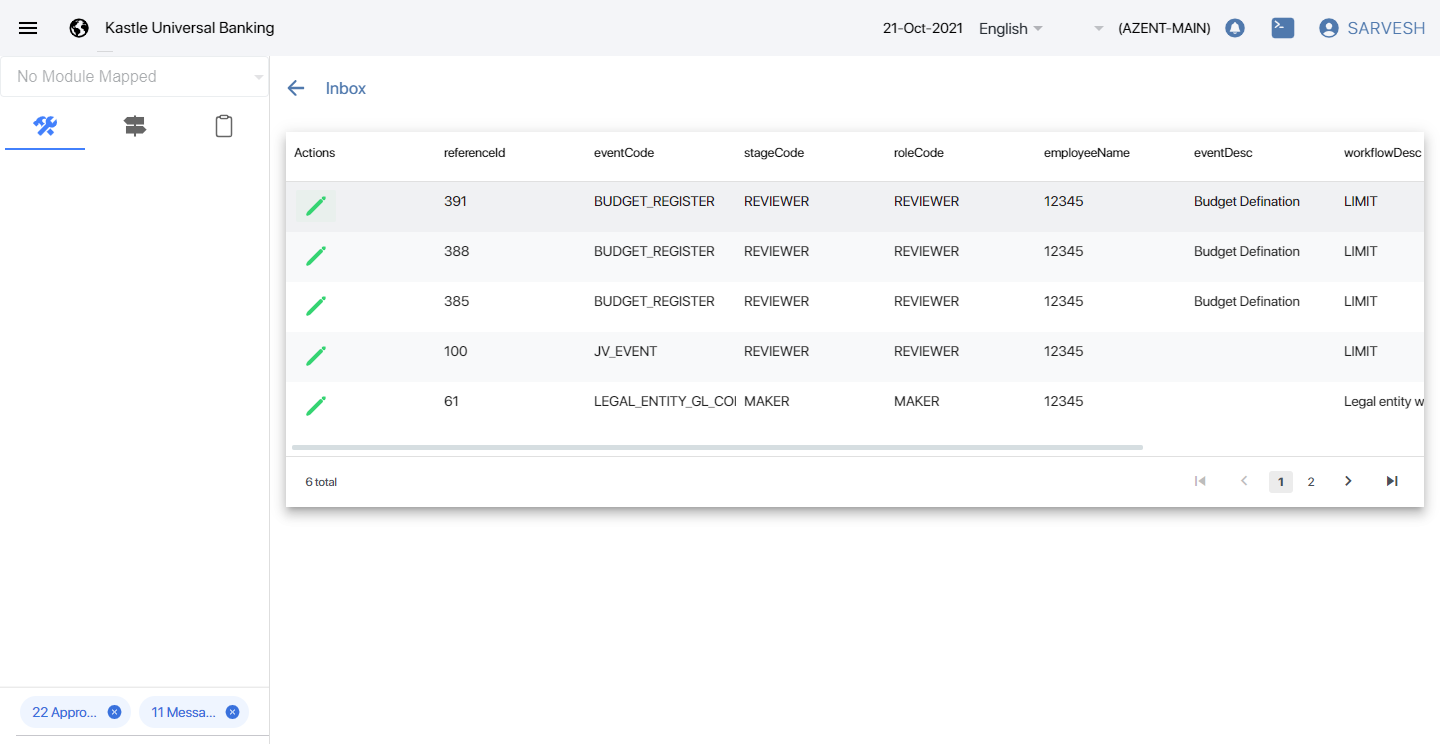 Kastle Universal Banking 21-Oct-2021 English (AZENT-MAIN) SARVESH
No Module Mapped
Inbox
Actions referenceId eventCode stageCode roleCode employeeName eventDesc workflowDesc
391 BUDGET_REGISTER REVIEWER REVIEWER 12345 Budget Defination LIMIT
388 BUDGET_REGISTER REVIEWER REVIEWER 12345 Budget Defination LIMIT
385 BUDGET_REGISTER REVIEWER REVIEWER 12345 Budget Defination LIMIT
100 JV_EVENT REVIEWER REVIEWER 12345 LIMIT
61 LEGAL_ENTITY_GL_CO MAKER MAKER 12345 Legal entity w
6 total 1 2
22 Appro... 11 Messa...